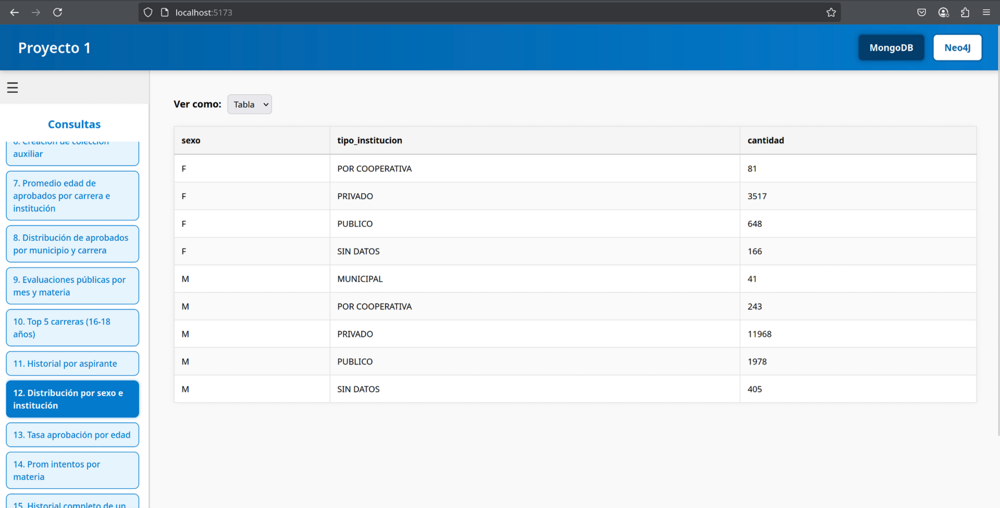 localhost:5173
Proyecto 1
MongoDB
Neo4J
Consultas
6. Creación de colección
auxiliar
7. Promedio edad de
aprobados por carrera e
institución
8. Distribución de aprobados
por municipio y carrera
9. Evaluaciones públicas por
mes y materia
10. Top 5 carreras (16-18
años)
11. Historial por aspirante
12. Distribución por sexo e
institución
13. Tasa aprobación por edad
14. Prom intentos por
materia
15. Historial completo de un
Ver como: Tabla
sexo tipo_institucion cantidad
F POR COOPERATIVA 81
F PRIVADO 3517
F PUBLICO 648
F SIN DATOS 166
M MUNICIPAL 41
M POR COOPERATIVA 243
M PRIVADO 11968
M PUBLICO 1978
M SIN DATOS 405